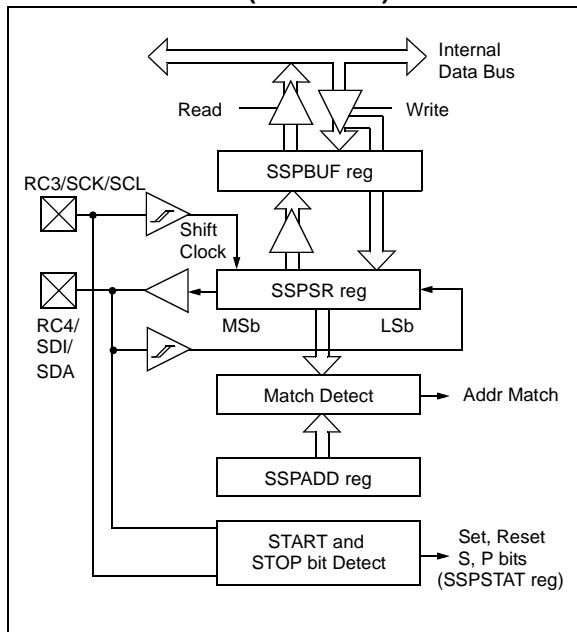 Internal
Data Bus
Read
Write
SSPBUF reg
RC3/SCK/SCL
Shift
Clock
SSPSR reg
MSb
LSb
RC4/
SDI/
SDA
Match Detect
Addr Match
SSPADD reg
START and
STOP bit Detect
Set, Reset
S, P bits
(SSPSTAT reg)